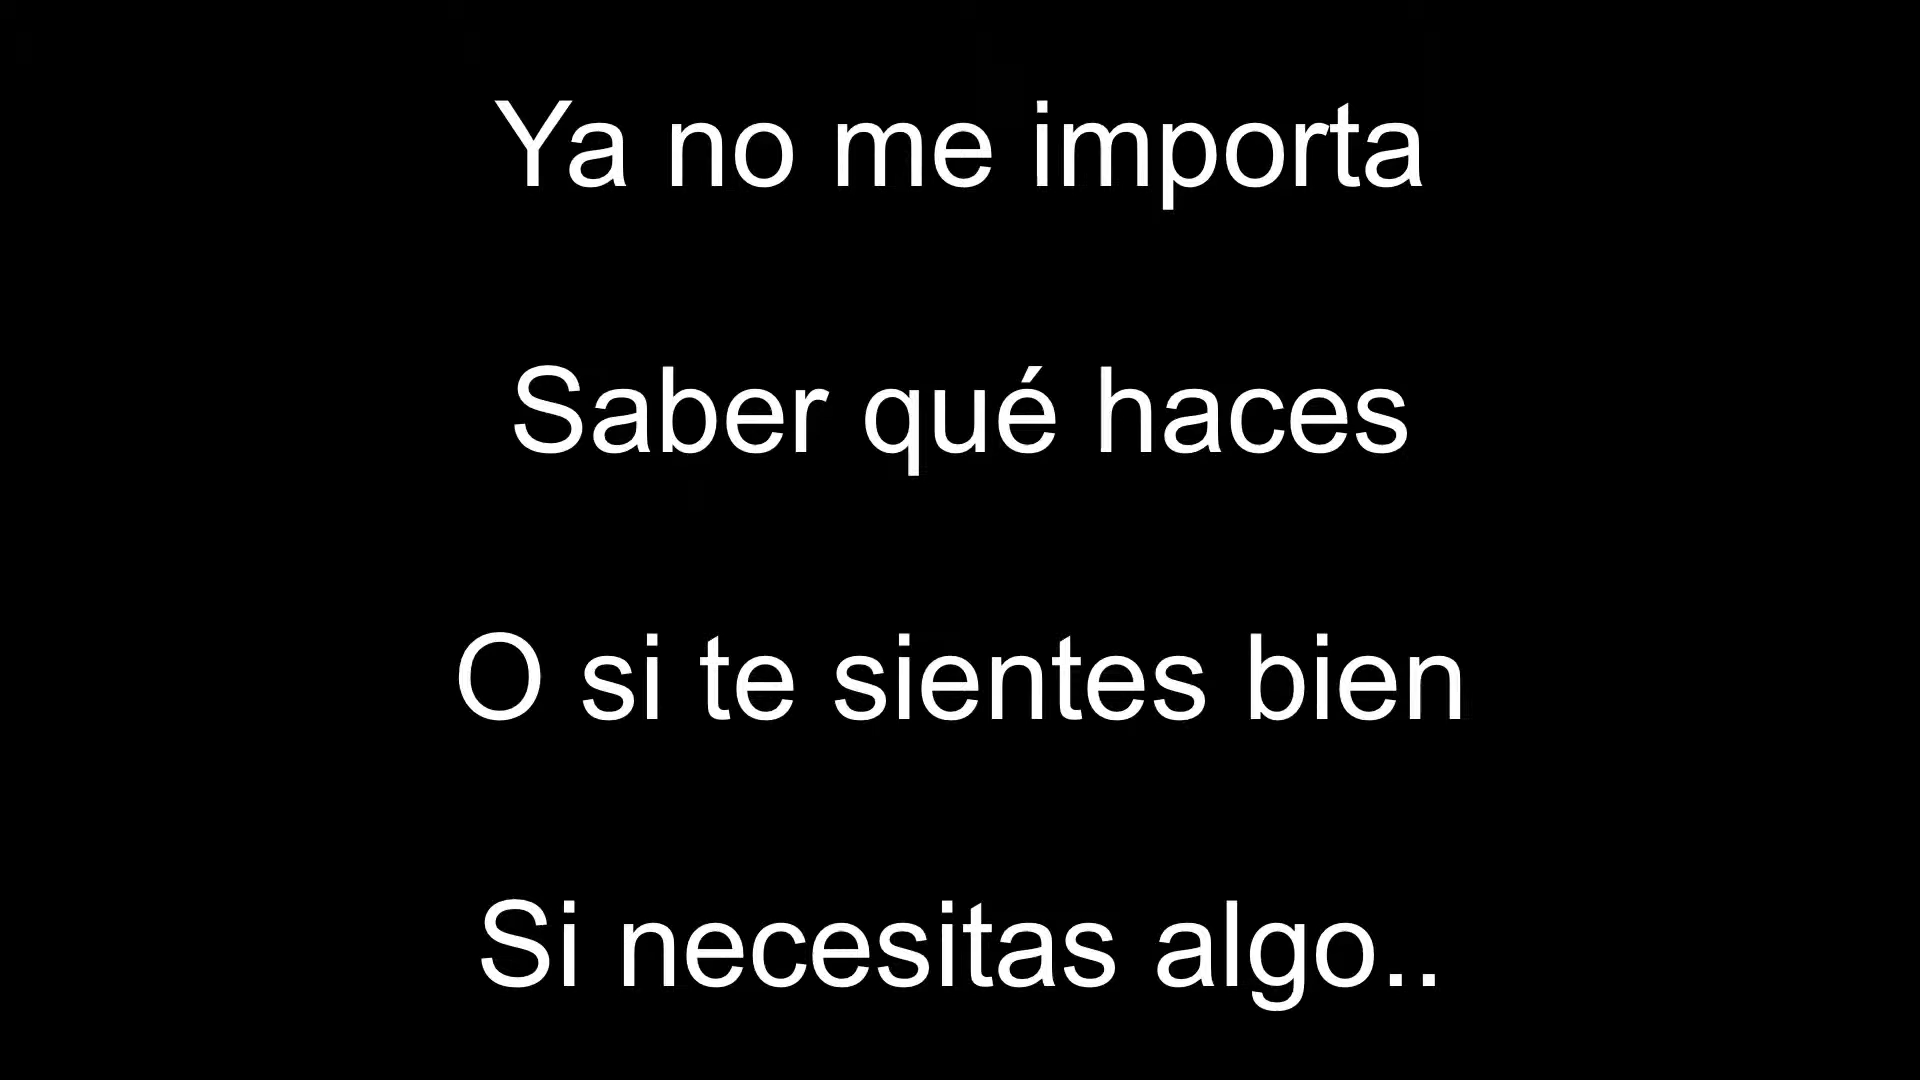 Ya no me importa
Saber qué haces
O si te sientes bien
Si necesitas algo..